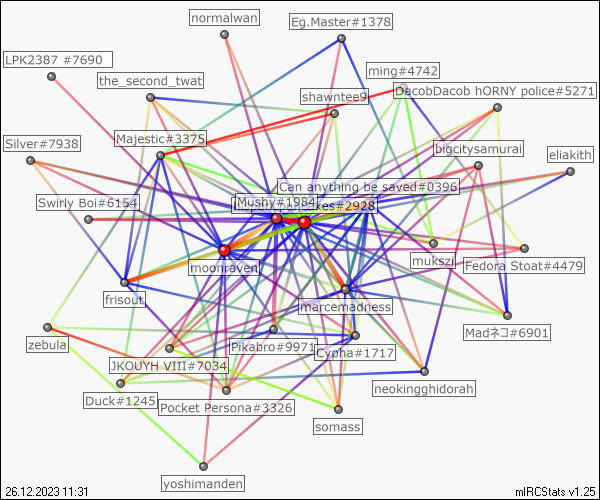 normalwan
Eg.Master#1378
LPK2387 #7690
ming#4742
the_second_twat
DacobDacob hORNY police#5271
shawntee9
Majestic#3375
Silver#7938
bigcitysamurai
eliakith
Can anything be saved#0396
Swirly Boi#6154
Mushy#1984
kes#2928
mukszi
moonraven
Fedora Stoat#4479
frisout
marcemadness
Madネコ#6901
zebula
Pikabro#9971
Cypha#1717
JKOUYH VIII#7034
neokingghidorah
Duck#1245
Pocket Persona#3326
somass
yoshimanden
26.12.2023 11:31
mIRCStats v1.25